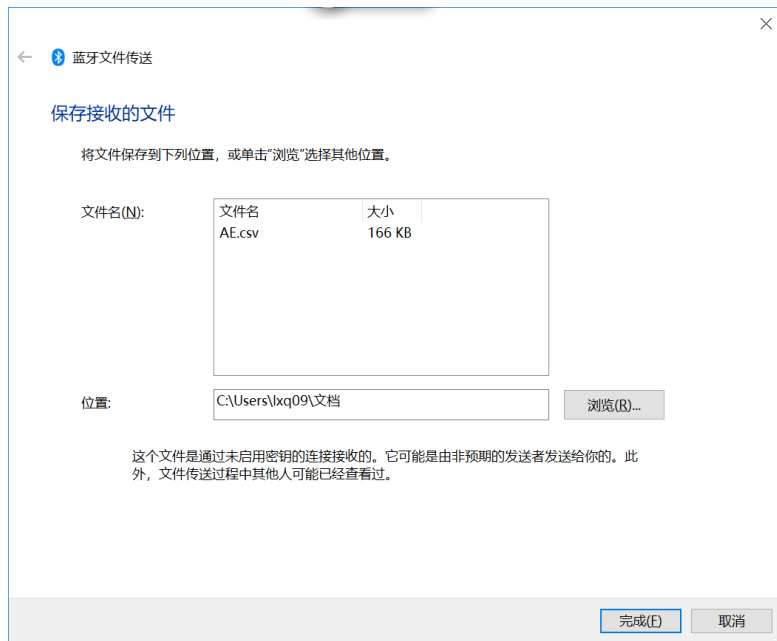 蓝牙文件传送
保存接收的文件
将文件保存到下列位置，或单击"浏览"选择其他位置。
文件名(N):
文件名 大小
AE.csv 166 KB
位置:
C:\Users\lxq09\文档
浏览(R)...
这个文件是通过未启用密钥的连接接收的。它可能是由非预期的发送者发送给你的。此
外，文件传送过程中其他人可能已经查看过。
完成(F)
取消